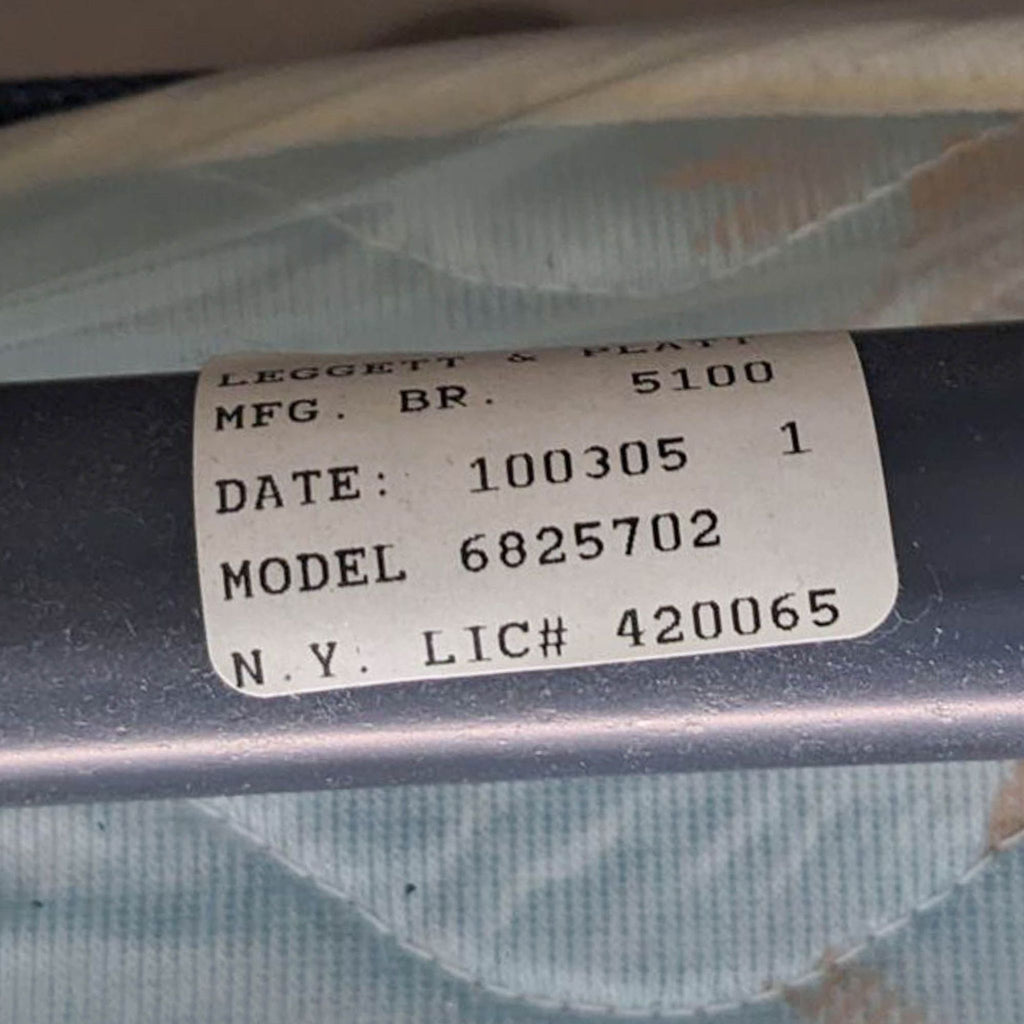 LEGGETT & PLATT
MFG. BR. 5100
DATE: 100305 1
MODEL 6825702
N.Y. LIC# 420065